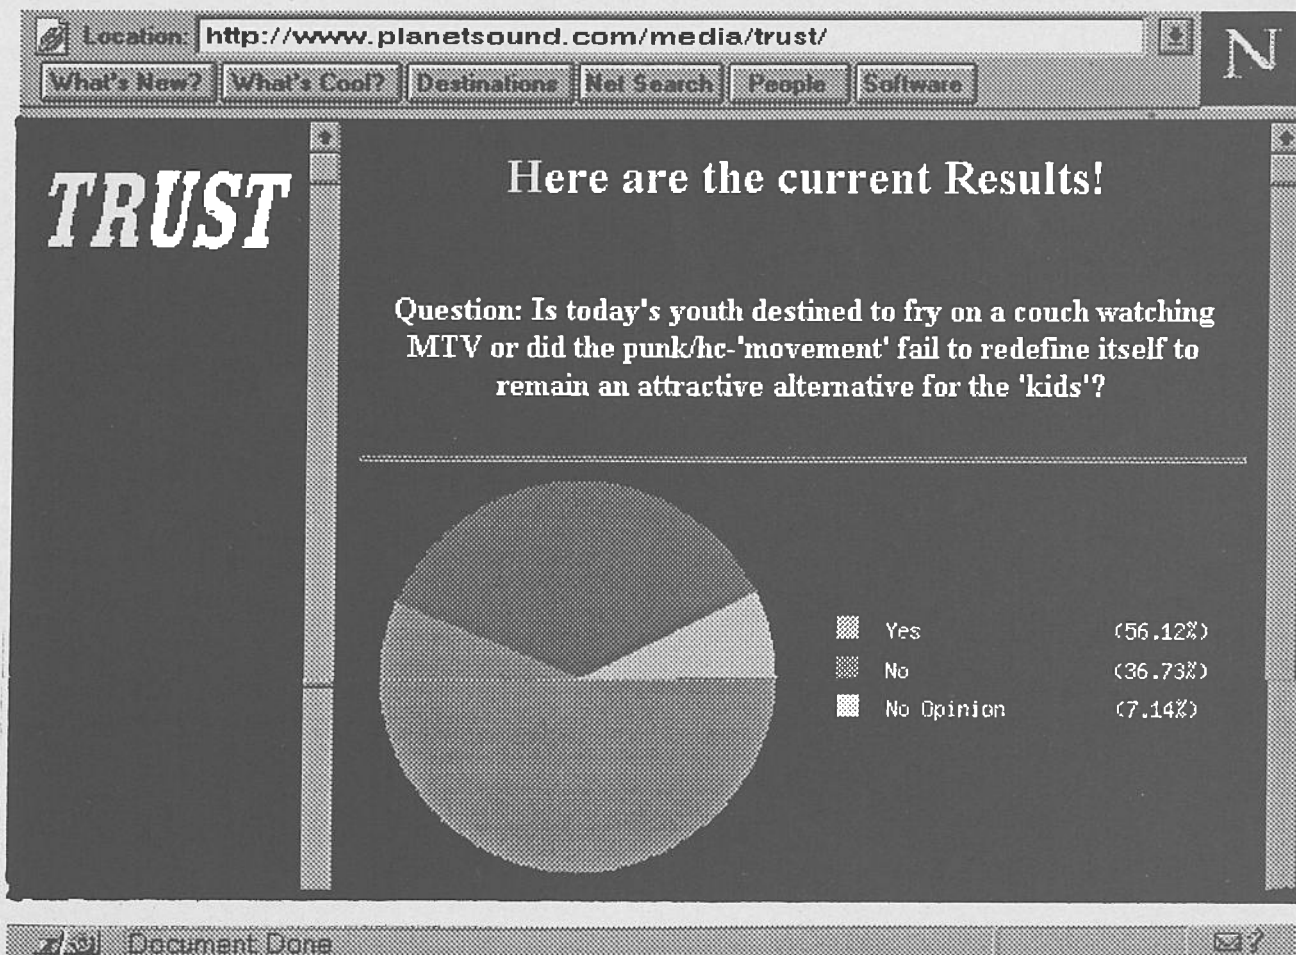 Location: http://www.planetsound.com/media/trust/
N
What's New? What's Cool? Destinations Net Search People Software
TRUST
Here are the current Results!
Question: Is today's youth destined to fry on a couch watching
MTV or did the punk/hc-'movement' fail to redefine itself to
remain an attractive alternative for the 'kids'?
Yes (56.12%)
No (36.73%)
No Opinion (7.14%)
Document Done
?